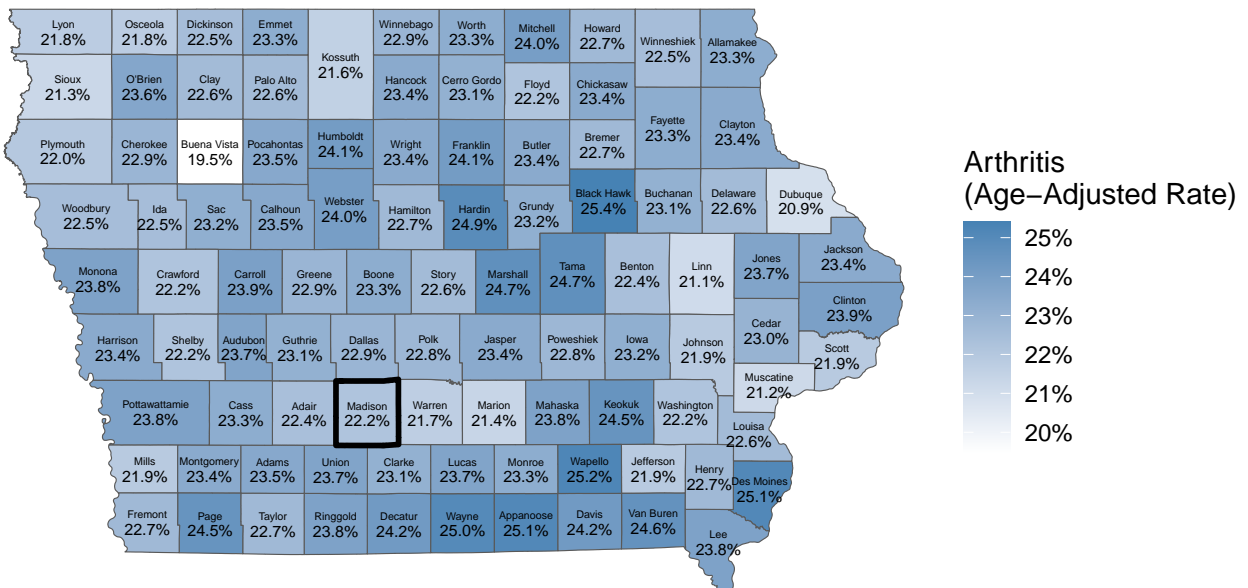 Lyon
21.8%
Osceola
21.8%
Dickinson
22.5%
Emmet
23.3%
Kossuth
21.6%
Winnebago
22.9%
Worth
23.3%
Mitchell
24.0%
Howard
22.7%
Winneshiek
22.5%
Allamakee
23.3%
Sioux
21.3%
O'Brien
23.6%
Clay
22.6%
Palo Alto
22.6%
Hancock
23.4%
Cerro Gordo
23.1%
Floyd
22.2%
Chickasaw
23.4%
Fayette
23.3%
Clayton
23.4%
Plymouth
22.0%
Cherokee
22.9%
Buena Vista
19.5%
Pocahontas
23.5%
Humboldt
24.1%
Wright
23.4%
Franklin
24.1%
Butler
23.4%
Bremer
22.7%
Woodbury
22.5%
Ida
22.5%
Sac
23.2%
Calhoun
23.5%
Webster
24.0%
Hamilton
22.7%
Hardin
24.9%
Grundy
23.2%
Black Hawk
25.4%
Buchanan
23.1%
Delaware
22.6%
Dubuque
20.9%
Monona
23.8%
Crawford
22.2%
Carroll
23.9%
Greene
22.9%
Boone
23.3%
Story
22.6%
Marshall
24.7%
Tama
24.7%
Benton
22.4%
Linn
21.1%
Jones
23.7%
Jackson
23.4%
Clinton
23.9%
Harrison
23.4%
Shelby
22.2%
Audubon
23.7%
Guthrie
23.1%
Dallas
22.9%
Polk
22.8%
Jasper
23.4%
Poweshiek
22.8%
Iowa
23.2%
Johnson
21.9%
Cedar
23.0%
Scott
21.9%
Muscatine
21.2%
Pottawattamie
23.8%
Cass
23.3%
Adair
22.4%
Madison
22.2%
Warren
21.7%
Marion
21.4%
Mahaska
23.8%
Keokuk
24.5%
Washington
22.2%
Louisa
22.6%
Mills
21.9%
Montgomery
23.4%
Adams
23.5%
Union
23.7%
Clarke
23.1%
Lucas
23.7%
Monroe
23.3%
Wapello
25.2%
Jefferson
21.9%
Henry
22.7%
Des Moines
25.1%
Fremont
22.7%
Page
24.5%
Taylor
22.7%
Ringgold
23.8%
Decatur
24.2%
Wayne
25.0%
Appanoose
25.1%
Davis
24.2%
Van Buren
24.6%
Lee
23.8%
Arthritis
(Age−Adjusted Rate)
25%
24%
23%
22%
21%
20%